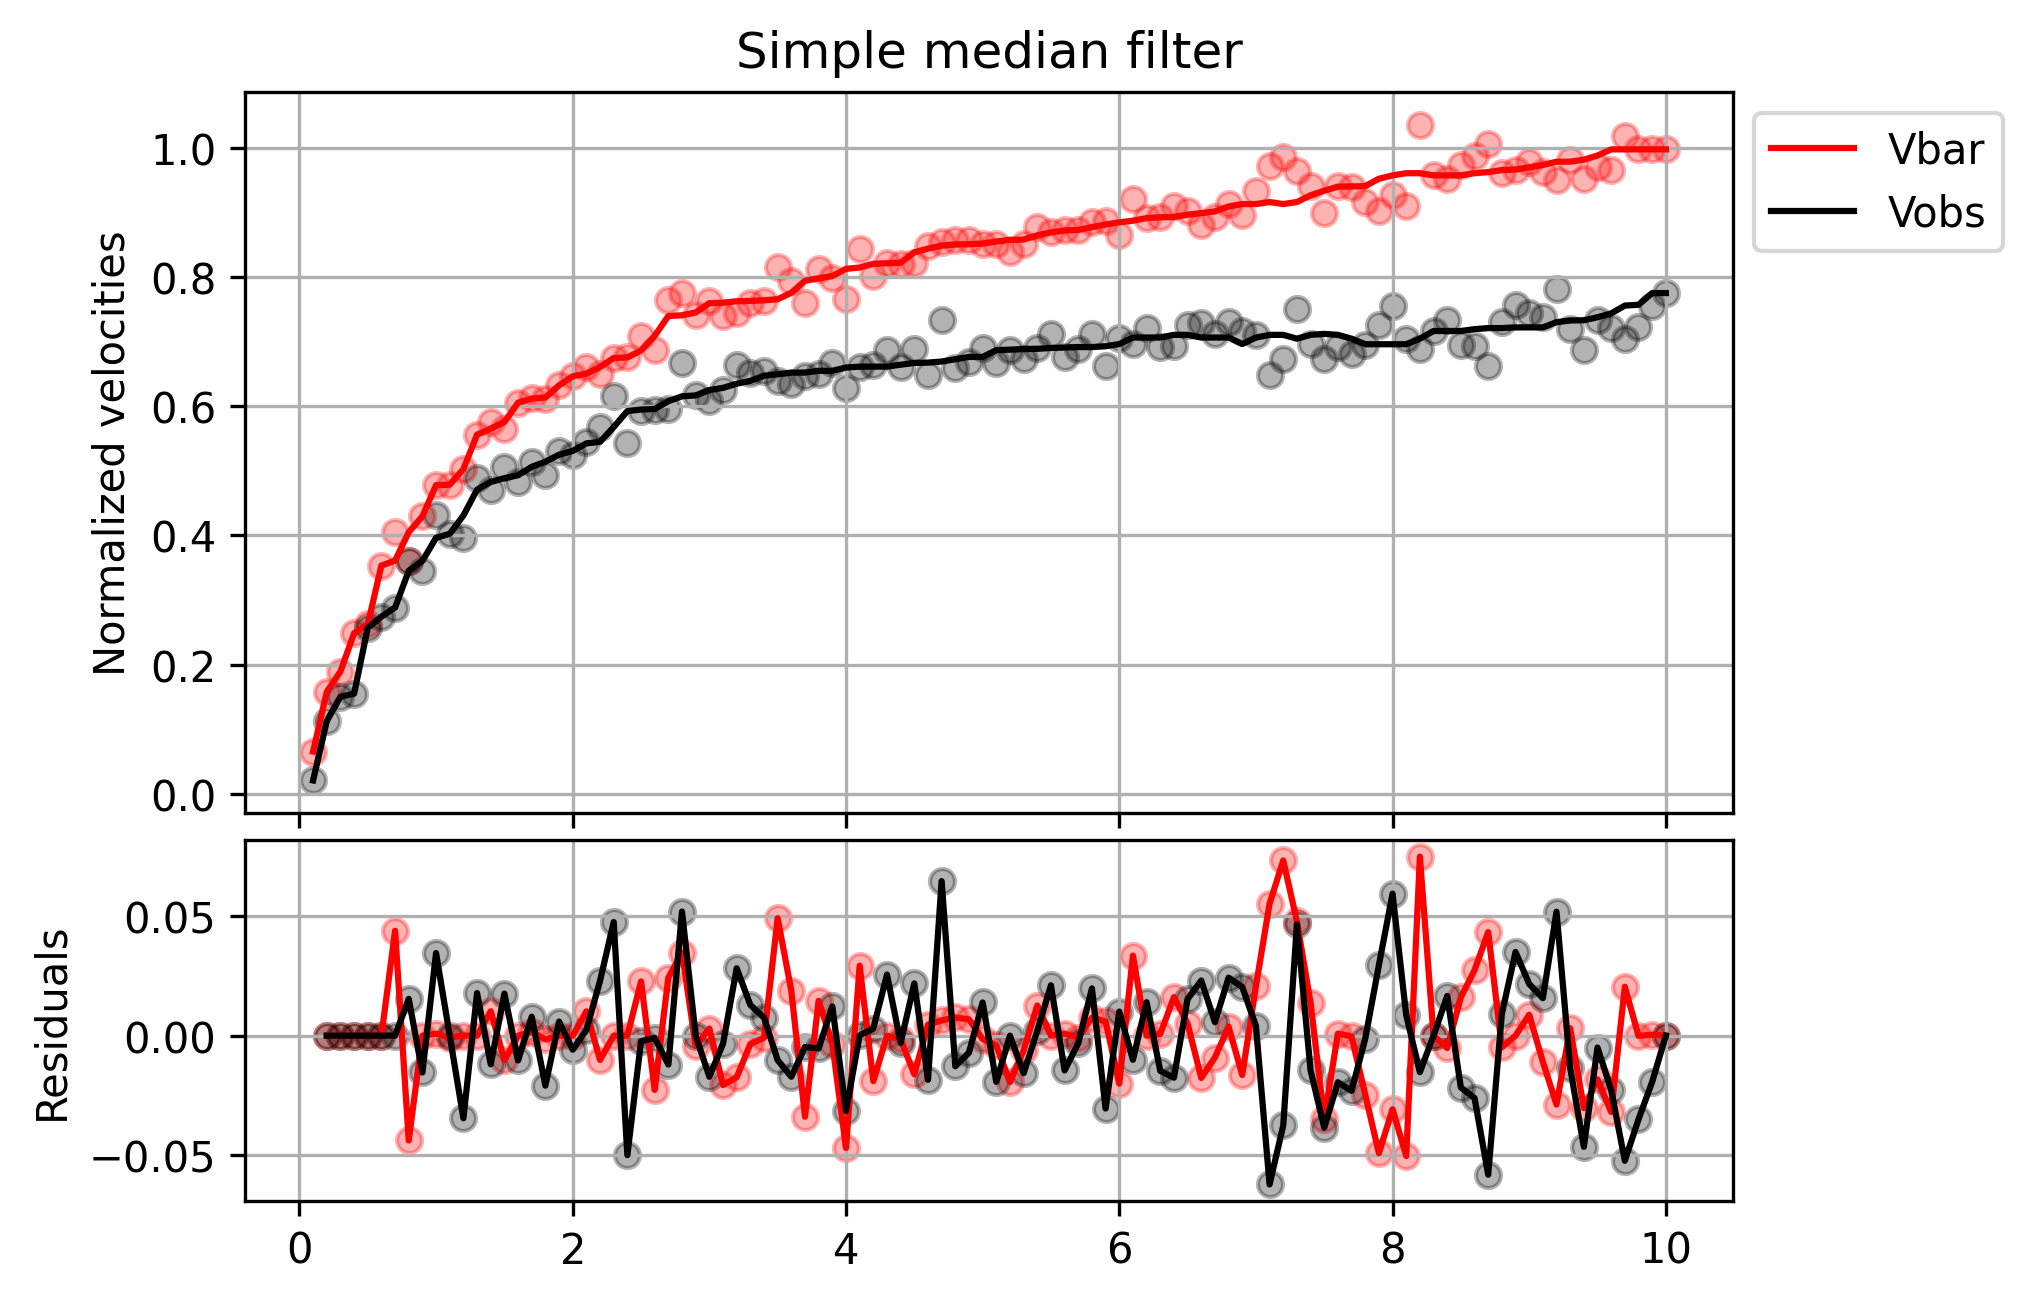 Simple median filter
Normalized velocities
1.0
0.8
0.6
0.4
0.2
0.0
Vbar
Vobs
Residuals
0.05
0.00
−0.05
0 2 4 6 8 10